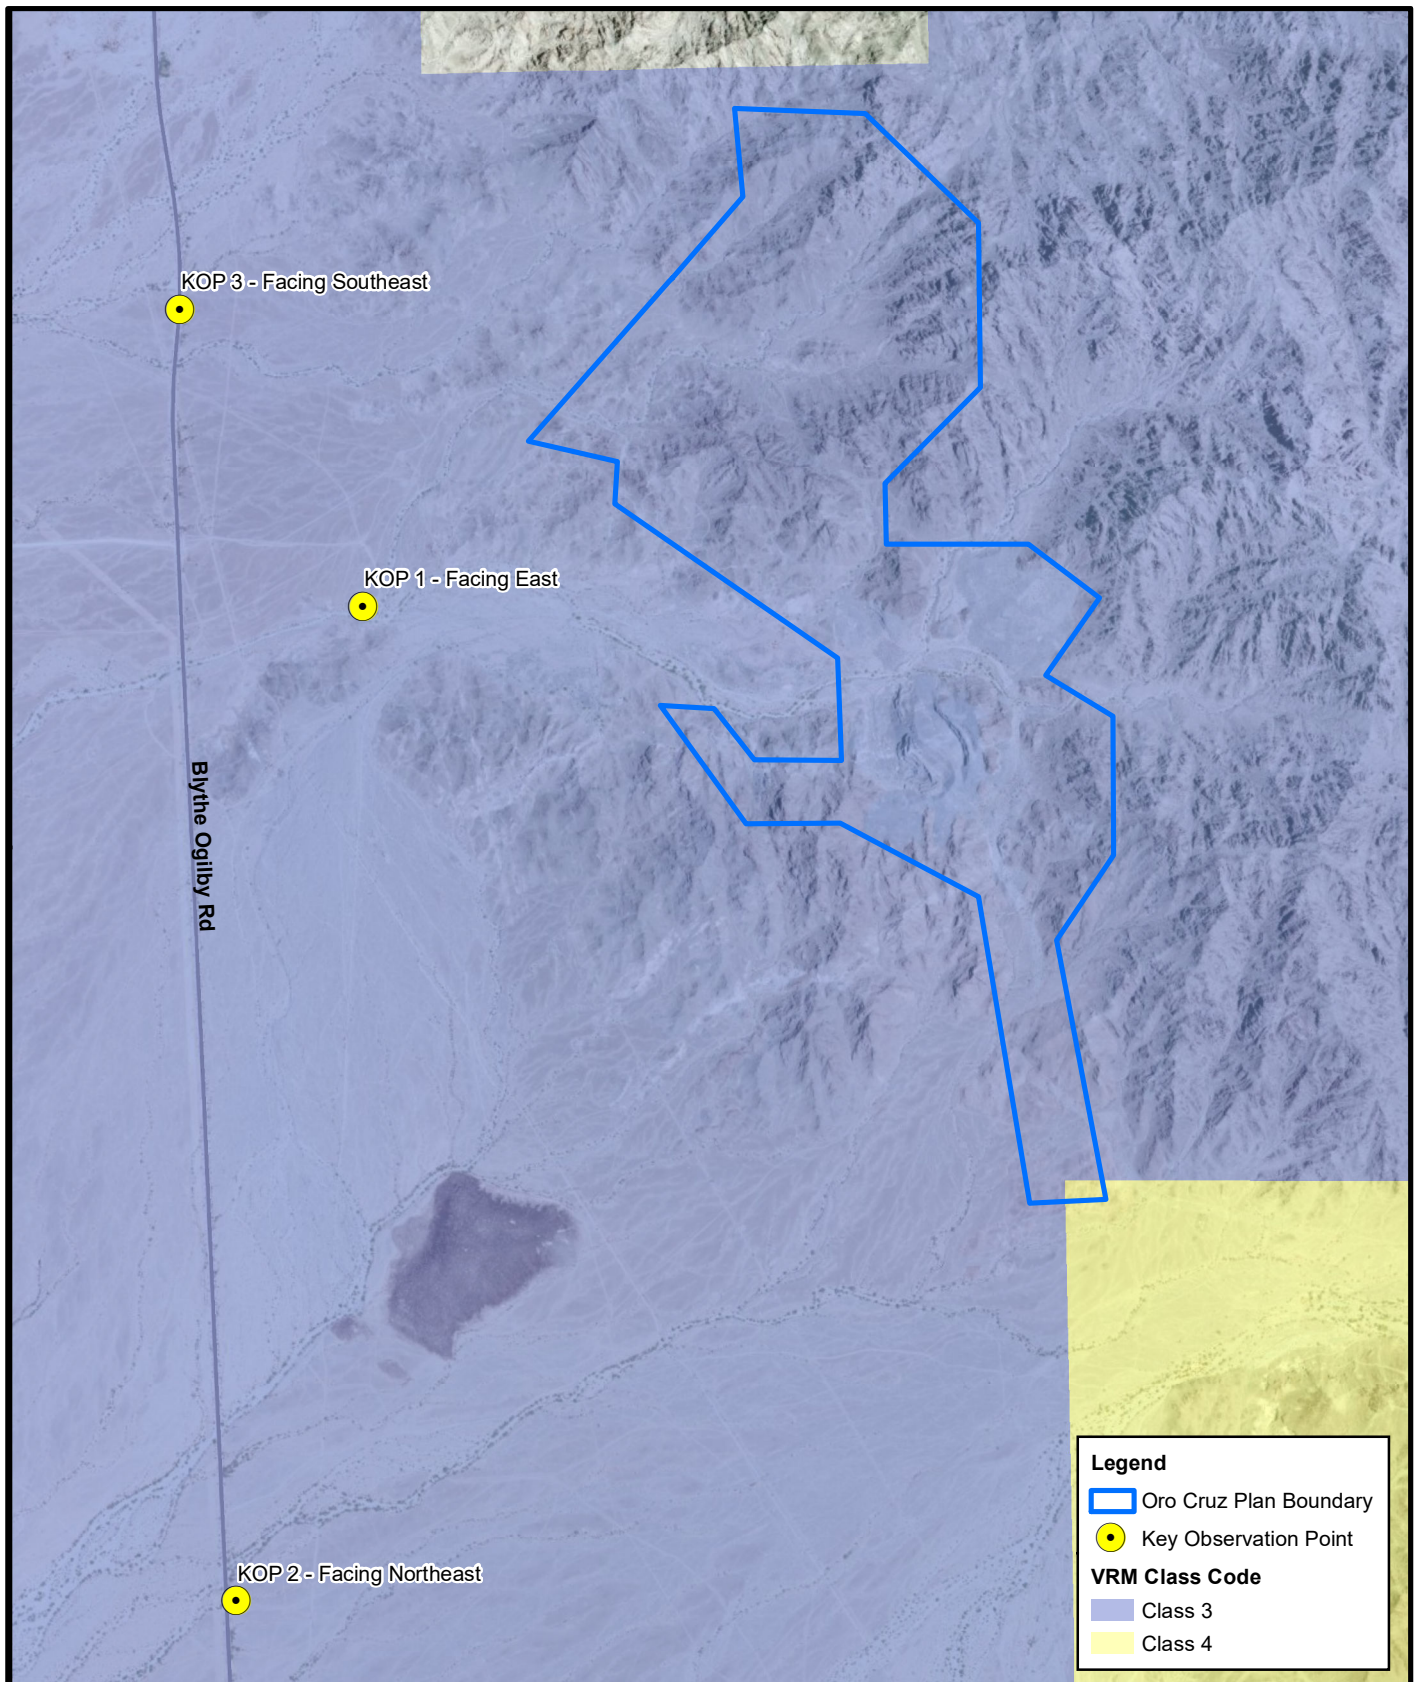 KOP 3 - Facing Southeast
KOP 1 - Facing East
Blythe Ogilby Rd
KOP 2 - Facing Northeast
Legend
Oro Cruz Plan Boundary
Key Observation Point
VRM Class Code
Class 3
Class 4